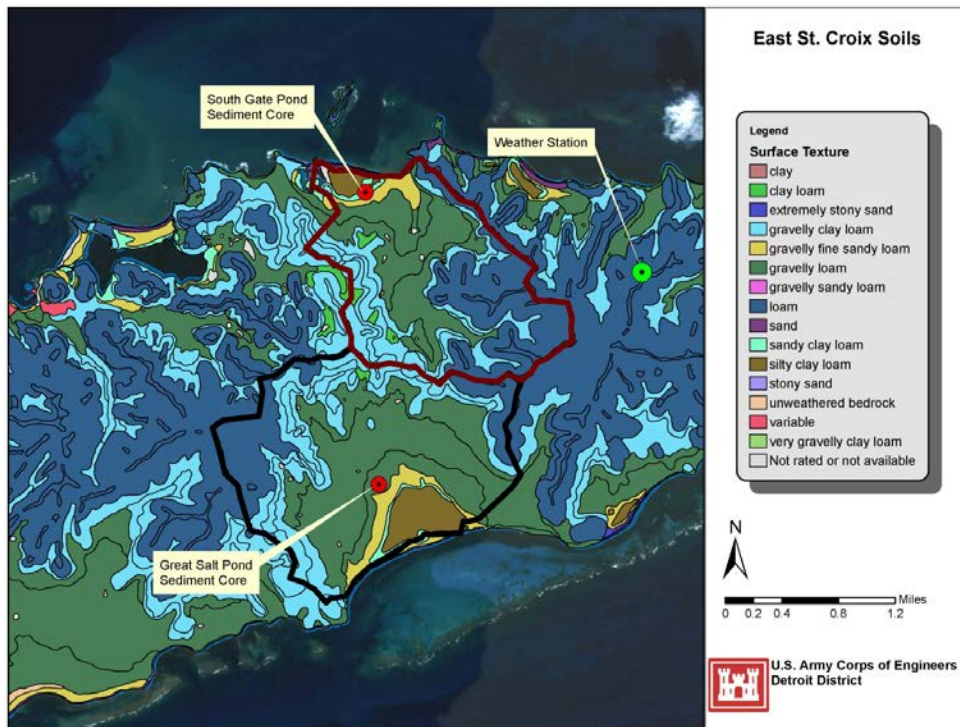 East St. Croix Soils
South Gate Pond
Sediment Core
Weather Station
Great Salt Pond
Sediment Core
Legend
Surface Texture
clay
clay loam
extremely stony sand
gravelly clay loam
gravelly fine sandy loam
gravelly loam
gravelly sandy loam
loam
sand
sandy clay loam
silty clay loam
stony sand
unweathered bedrock
variable
very gravelly clay loam
Not rated or not available
N
Miles
0 0.2 0.4 0.8 1.2
U.S. Army Corps of Engineers
Detroit District